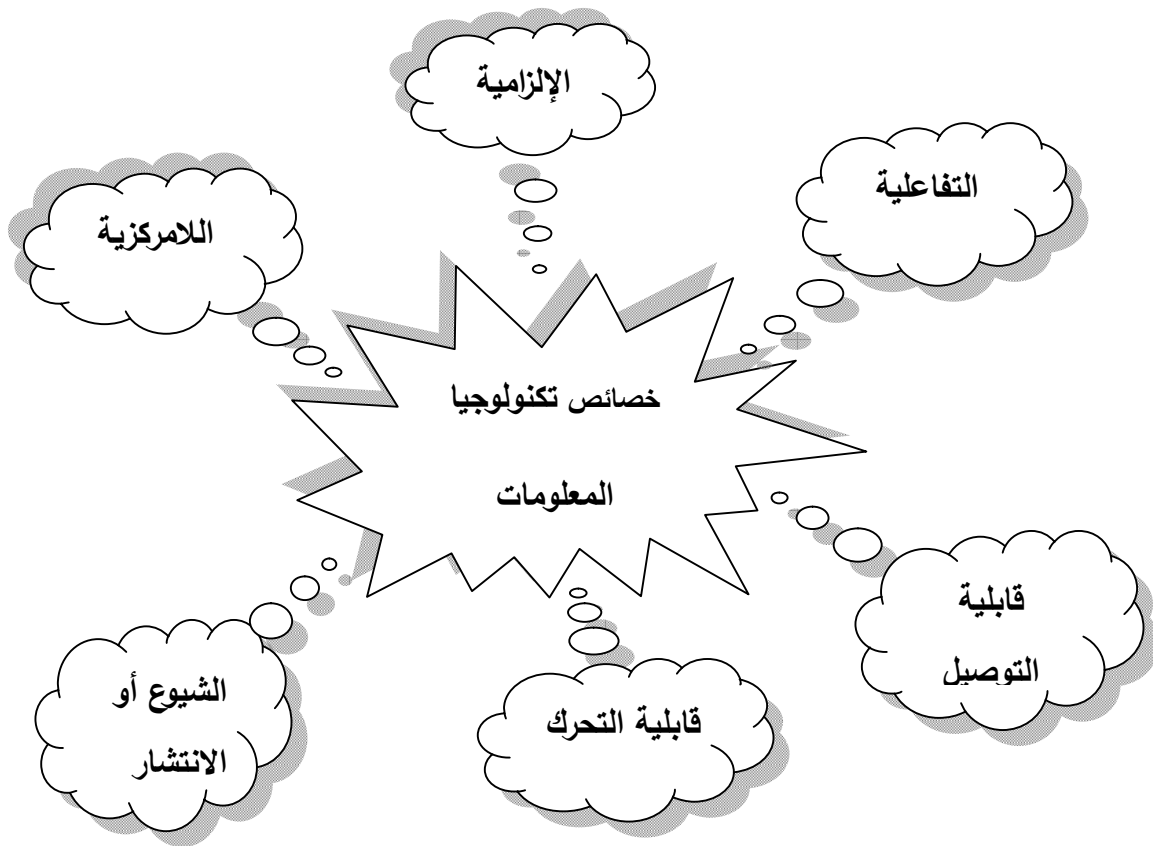 الإلزامية
التفاعلية
اللامركزية
خصائص تكنولوجيا
المعلومات
قابلية
التوصيل
قابلية التحرك
الشيوع أو
الانتشار